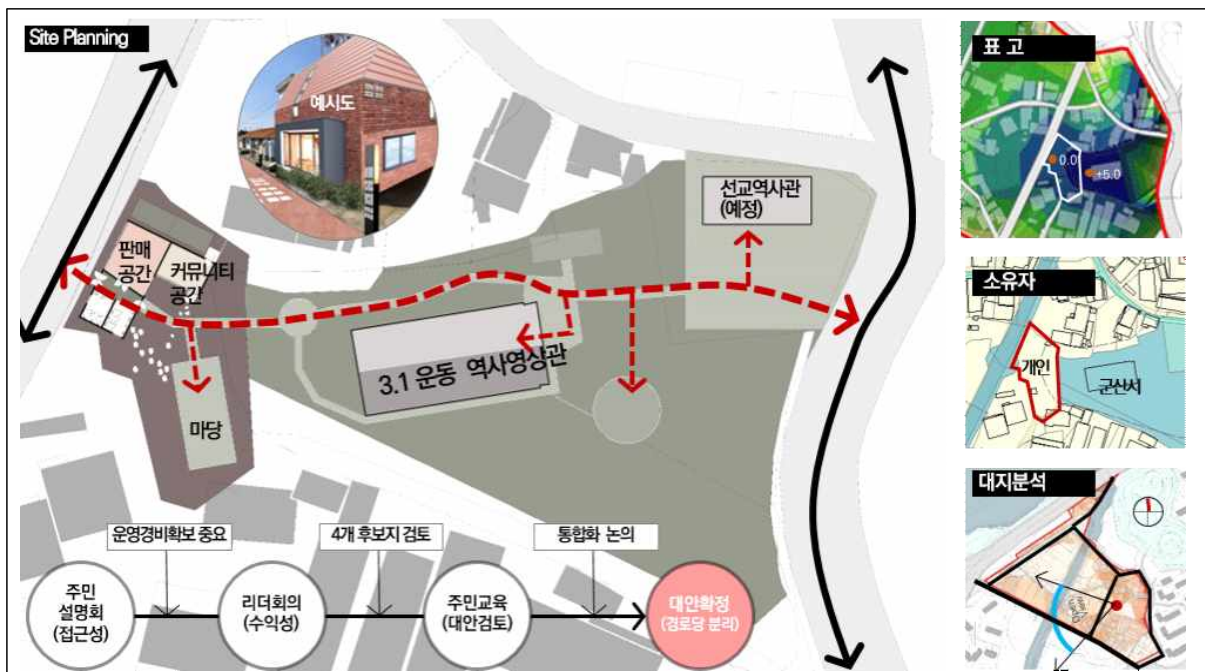 Site Planning
예시도
판매
공간
커뮤니티
공간
마당
3.1 운동 역사영상관
선교역사관
(예정)
운영경비확보 중요
4개 후보지 검토
통합화 논의
주민
설명회
(접근성)
리더회의
(수익성)
주민교육
(대안검토)
대안확정
(경로당 분리)
표 고
0.0
+5.0
소유자
개인
군산시
대지분석